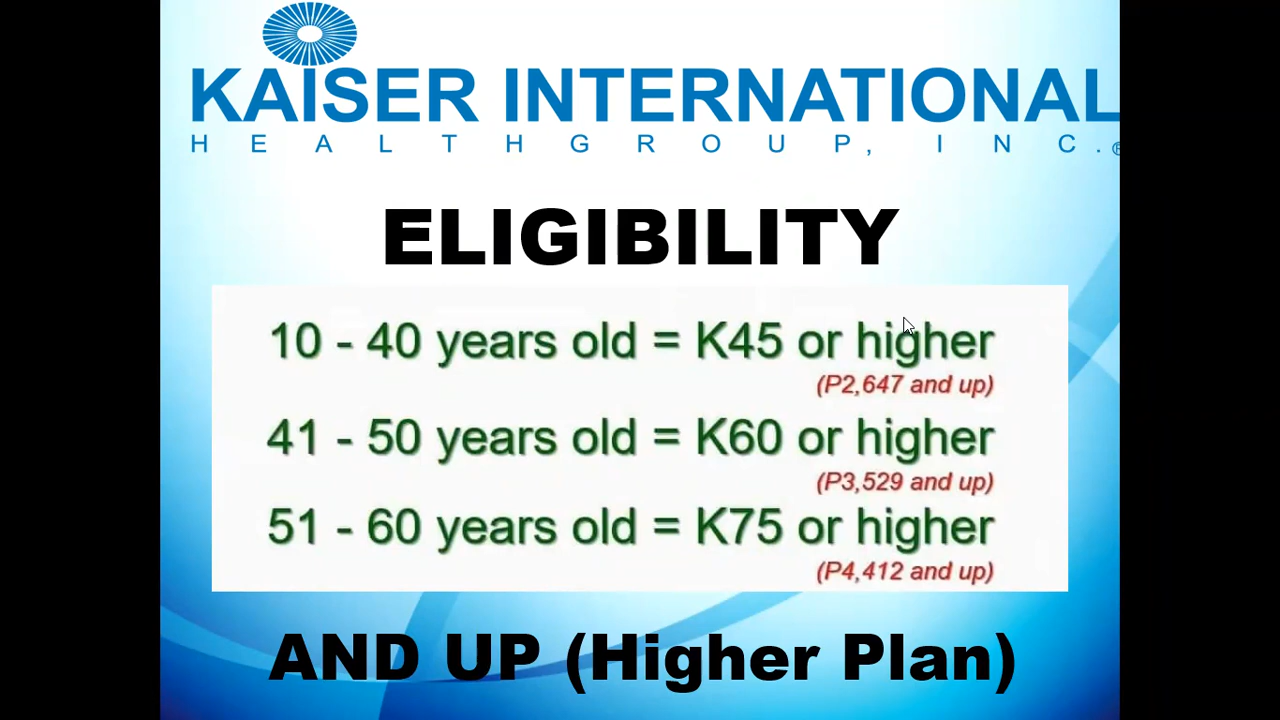 KAISER INTERNATIONAL
HEALTHGROUP, INC.®
ELIGIBILITY
10 - 40 years old = K45 or higher
(P2,647 and up)
41 - 50 years old = K60 or higher
(P3,529 and up)
51 - 60 years old = K75 or higher
(P4,412 and up)
AND UP (Higher Plan)